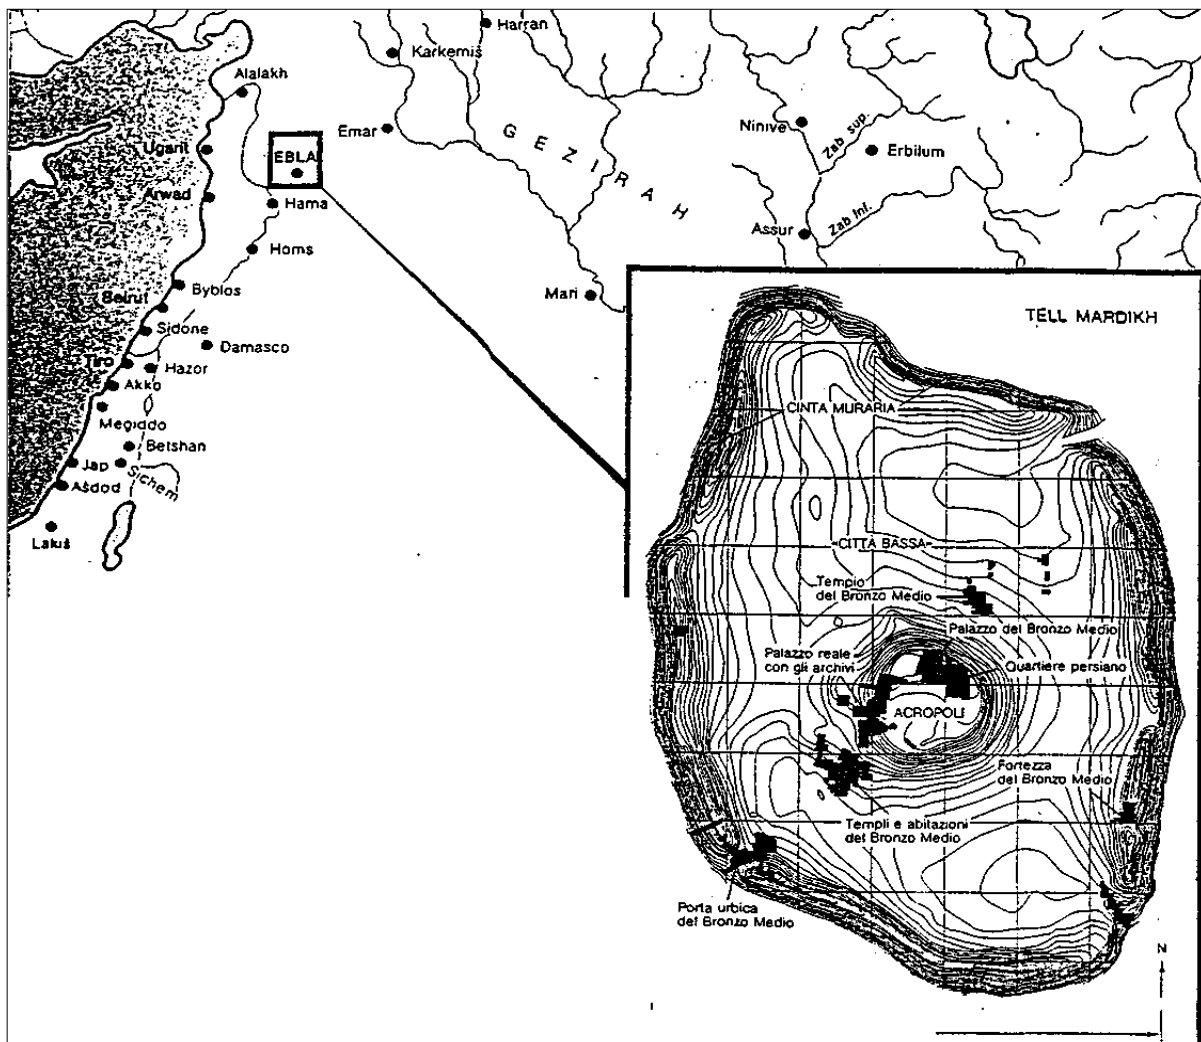 Harran
Karkemis
Alalakh
Emar
GEZIRAH
Ninive
Zab sup.
Erbilum
Ugarit
EBLA
Arwad
Hama
Assur
Zab Inf.
Homs
Mari
Byblos
Beirut
Sidone
Damasco
Tiro
Hazor
Akko
Megiddo
Betshan
Jap
Sichem
Ašdod
Lakiš
TELL MARDIKH
CINTA MURARIA
CITTA BASSA
Tempio
del Bronzo Medio
Palazzo del Bronzo Medio
Palazzo reale
con gli archivi
Quartiere persiano
ACROPOLI
Fortezza
del Bronzo Medio
Templi e abitazioni
del Bronzo Medio
Porta urbica
del Bronzo Medio
N